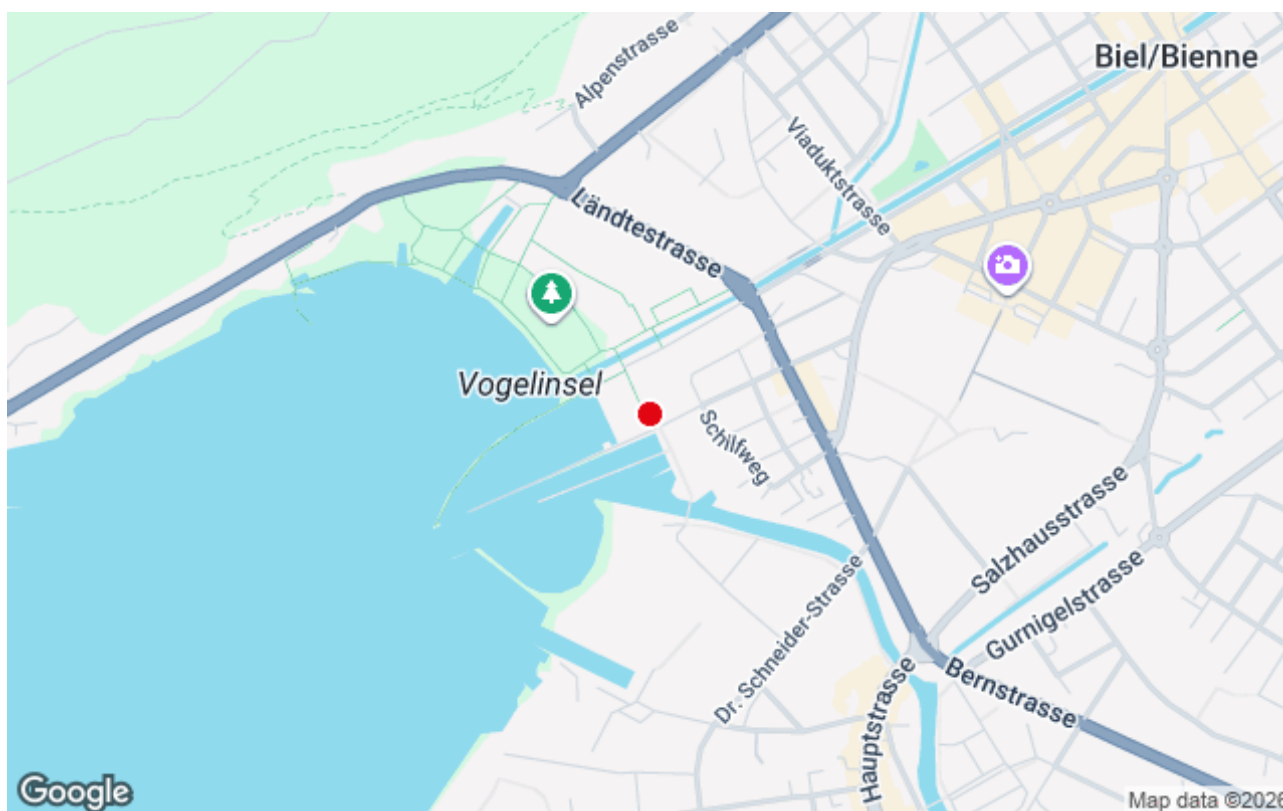 Biel/Bienne
Alpenstrasse
Viaduktstrasse
Ländtestrasse
Vogelinsel
Schilfweg
Salzhausstrasse
Gurnigelstrasse
Dr. Schneider-Strasse
Hauptstrasse
Bernstrasse
Google
Map data ©2026